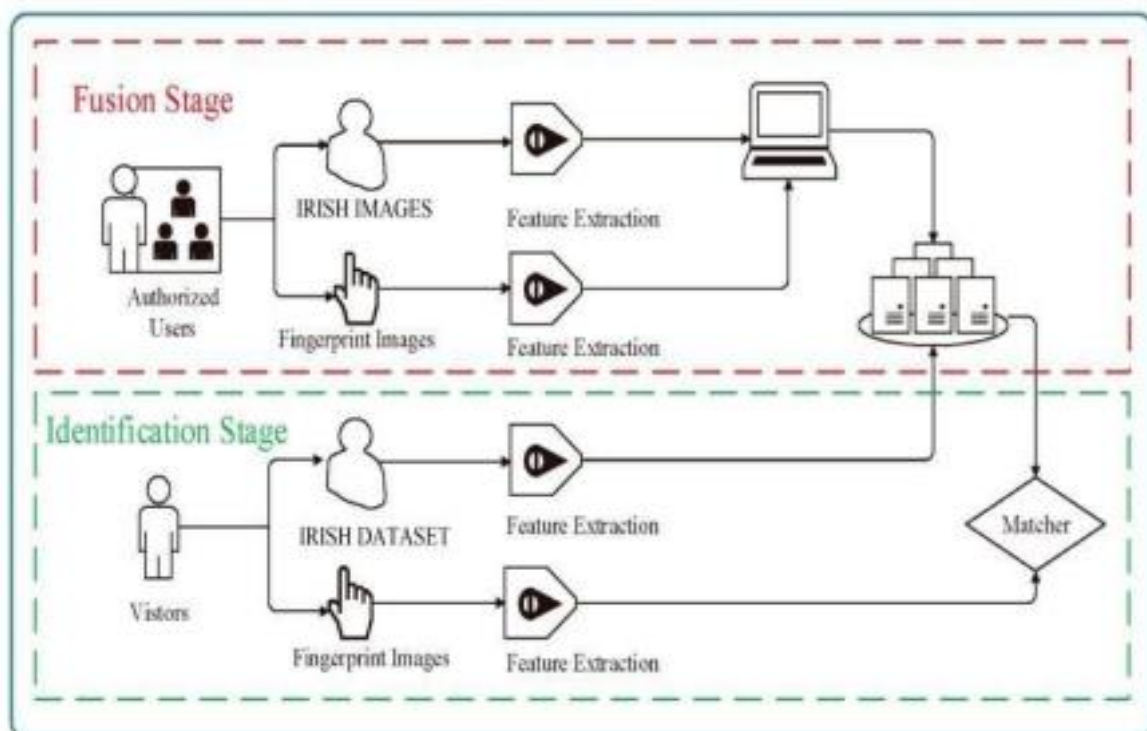 Fusion Stage
IRISH IMAGES
Feature Extraction
Authorized
Users
Fingerprint Images
Feature Extraction
Identification Stage
IRISH DATASET
Feature Extraction
Matcher
Vistors
Fingerprint Images
Feature Extraction